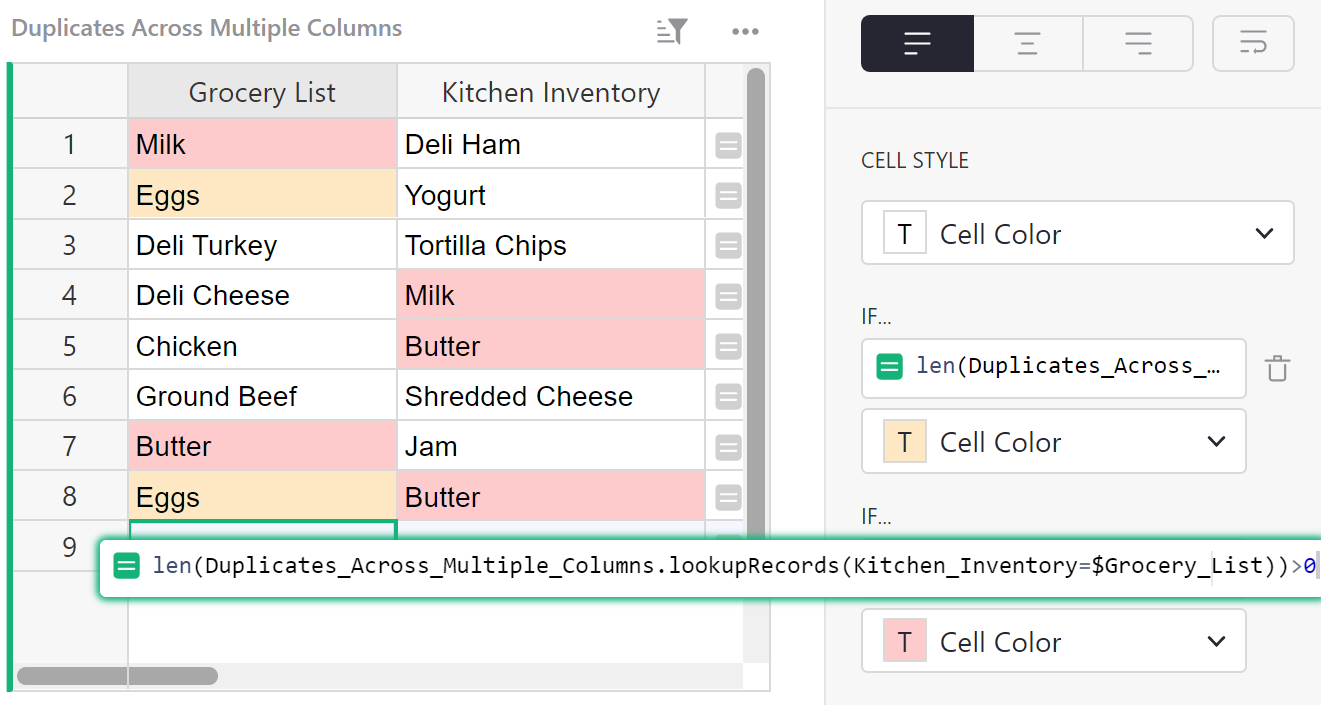 Duplicates Across Multiple Columns
Grocery List Kitchen Inventory
1 Milk Deli Ham
2 Eggs Yogurt
3 Deli Turkey Tortilla Chips
4 Deli Cheese Milk
5 Chicken Butter
6 Ground Beef Shredded Cheese
7 Butter Jam
8 Eggs Butter
9
len(Duplicates_Across_Multiple_Columns.lookupRecords(Kitchen_Inventory=$Grocery_List))>0
CELL STYLE
T Cell Color
IF...
len(Duplicates_Across_…
T Cell Color
IF...
T Cell Color